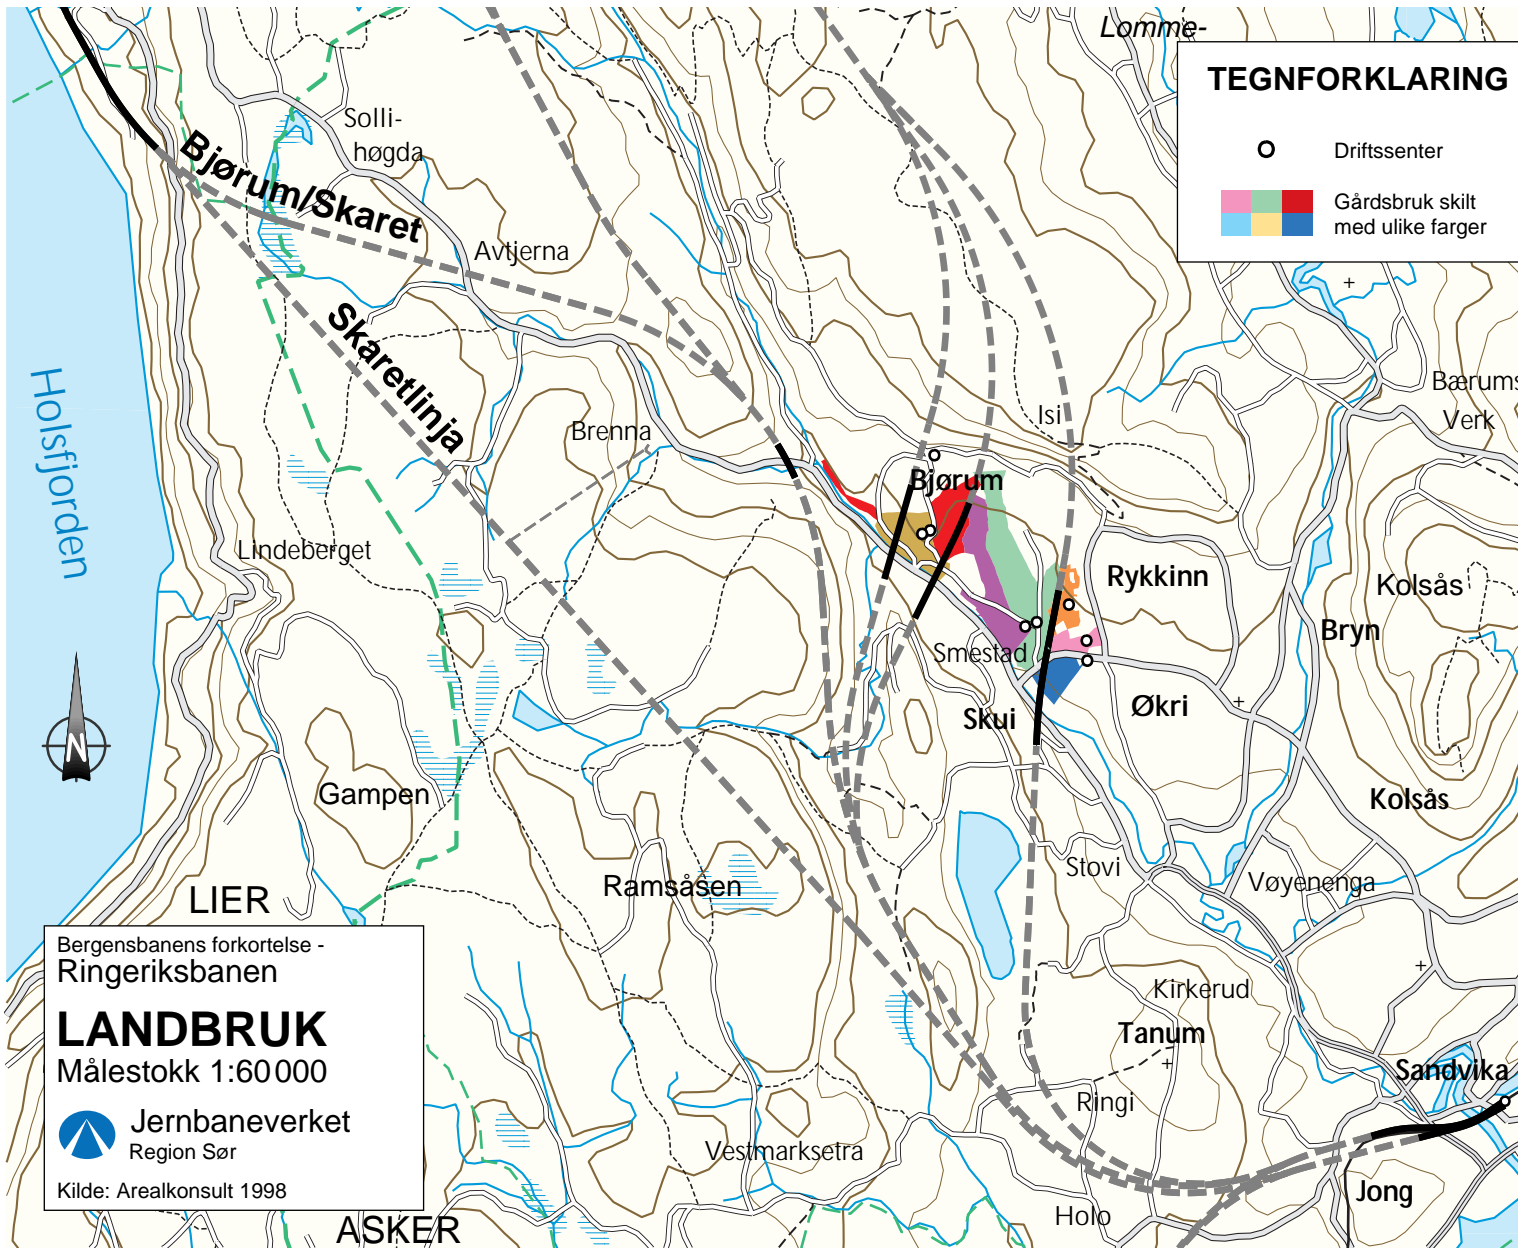 Lomme-
TEGNFORKLARING
Driftssenter
Gårdsbruk skilt
med ulike farger
Solli-
høgda
Bjørum/Skaret
Avtjerna
Skaretlinja
Holsfjorden
Brenna
Isi
Bærums
Verk
Bjørum
Lindeberget
Rykkinn
Kolsås
Bryn
Smestad
Skui
Økri
N
Gampen
Kolsås
Stovi
Vøyenenga
Ramsåsen
LIER
Kirkerud
Tanum
Sandvika
Ringi
Vestmarksetra
Jong
Holo
ASKER
Bergensbanens forkortelse -
Ringeriksbanen
LANDBRUK
Målestokk 1:60 000
Jernbaneverket
Region Sør
Kilde: Arealkonsult 1998